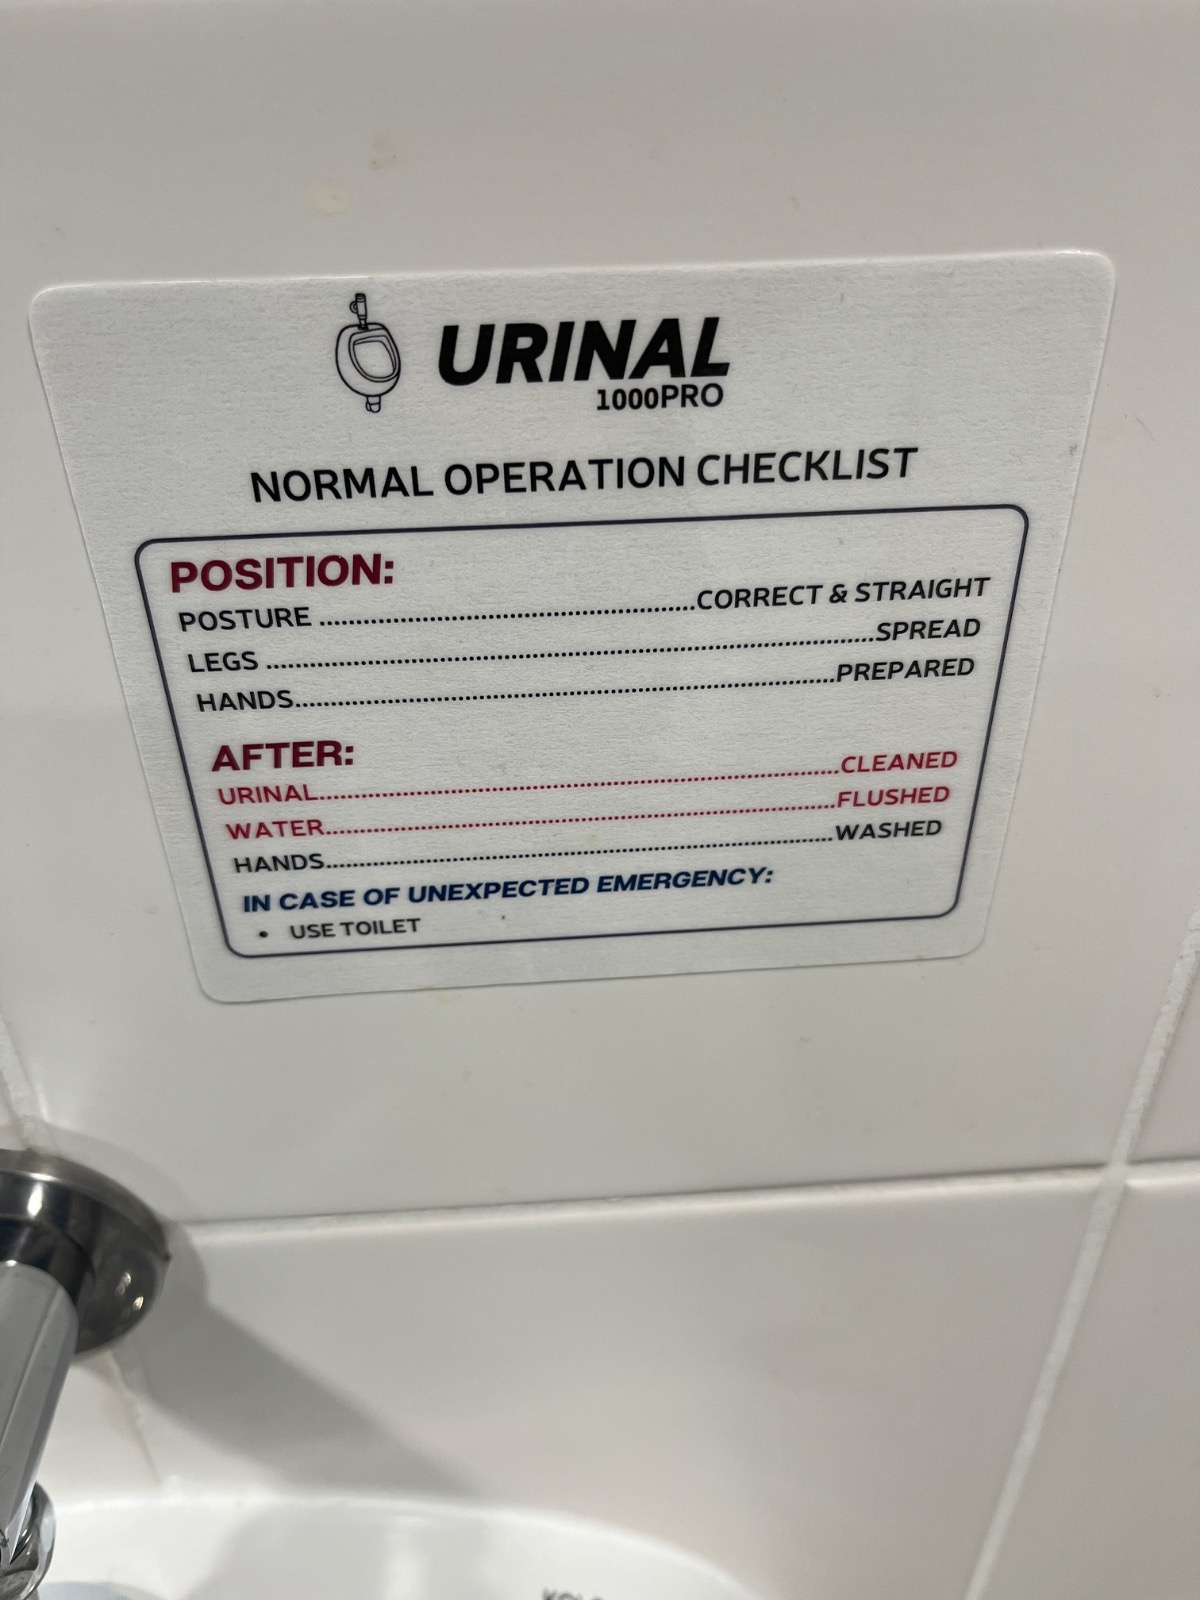 URINAL
1000PRO
NORMAL OPERATION CHECKLIST
POSITION:
POSTURE ................................................CORRECT & STRAIGHT
LEGS ................................................................................SPREAD
HANDS.......................................................................PREPARED
AFTER:
URINAL.....................................................................CLEANED
WATER....................................................................FLUSHED
HANDS....................................................................WASHED
IN CASE OF UNEXPECTED EMERGENCY:
• USE TOILET